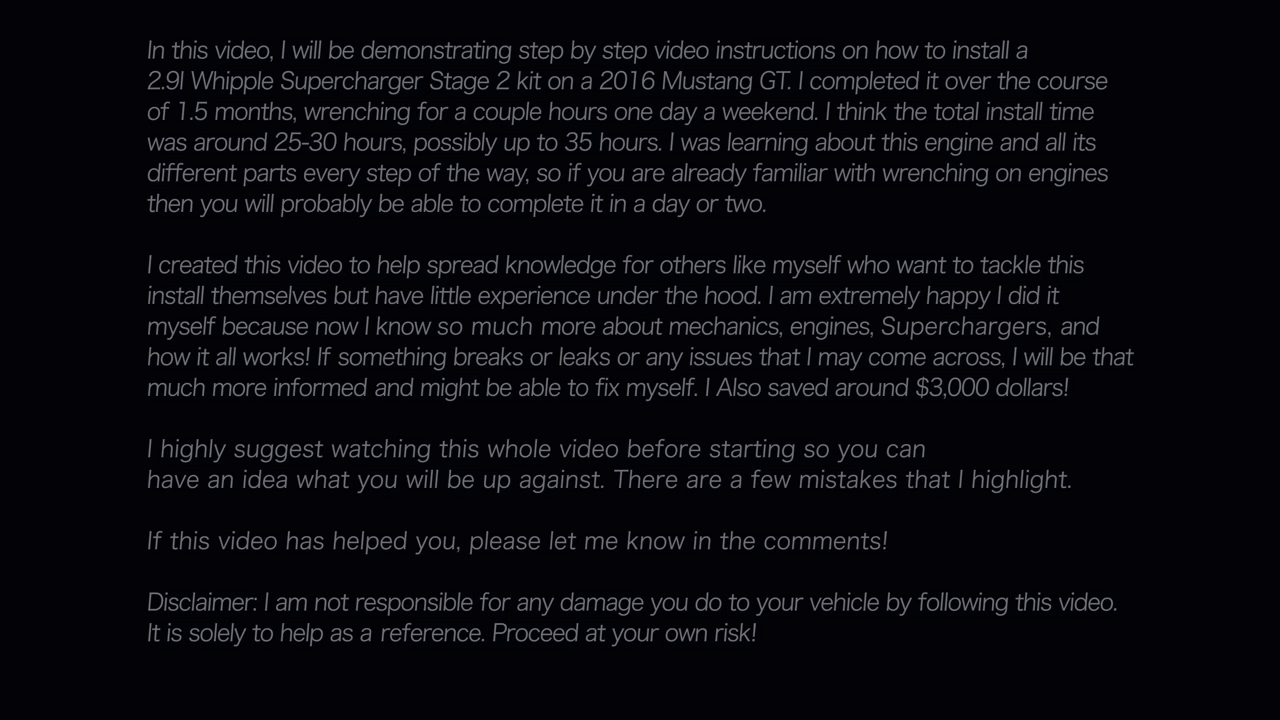 In this video, I will be demonstrating step by step video instructions on how to install a
2.9l Whipple Supercharger Stage 2 kit on a 2016 Mustang GT. I completed it over the course
of 1.5 months, wrenching for a couple hours one day a weekend. I think the total install time
was around 25-30 hours, possibly up to 35 hours. I was learning about this engine and all its
different parts every step of the way, so if you are already familiar with wrenching on engines
then you will probably be able to complete it in a day or two.
I created this video to help spread knowledge for others like myself who want to tackle this
install themselves but have little experience under the hood. I am extremely happy I did it
myself because now I know so much more about mechanics, engines, Superchargers, and
how it all works! If something breaks or leaks or any issues that I may come across, I will be that
much more informed and might be able to fix myself. I Also saved around $3,000 dollars!
I highly suggest watching this whole video before starting so you can
have an idea what you will be up against. There are a few mistakes that I highlight.
If this video has helped you, please let me know in the comments!
Disclaimer: I am not responsible for any damage you do to your vehicle by following this video.
It is solely to help as a reference. Proceed at your own risk!